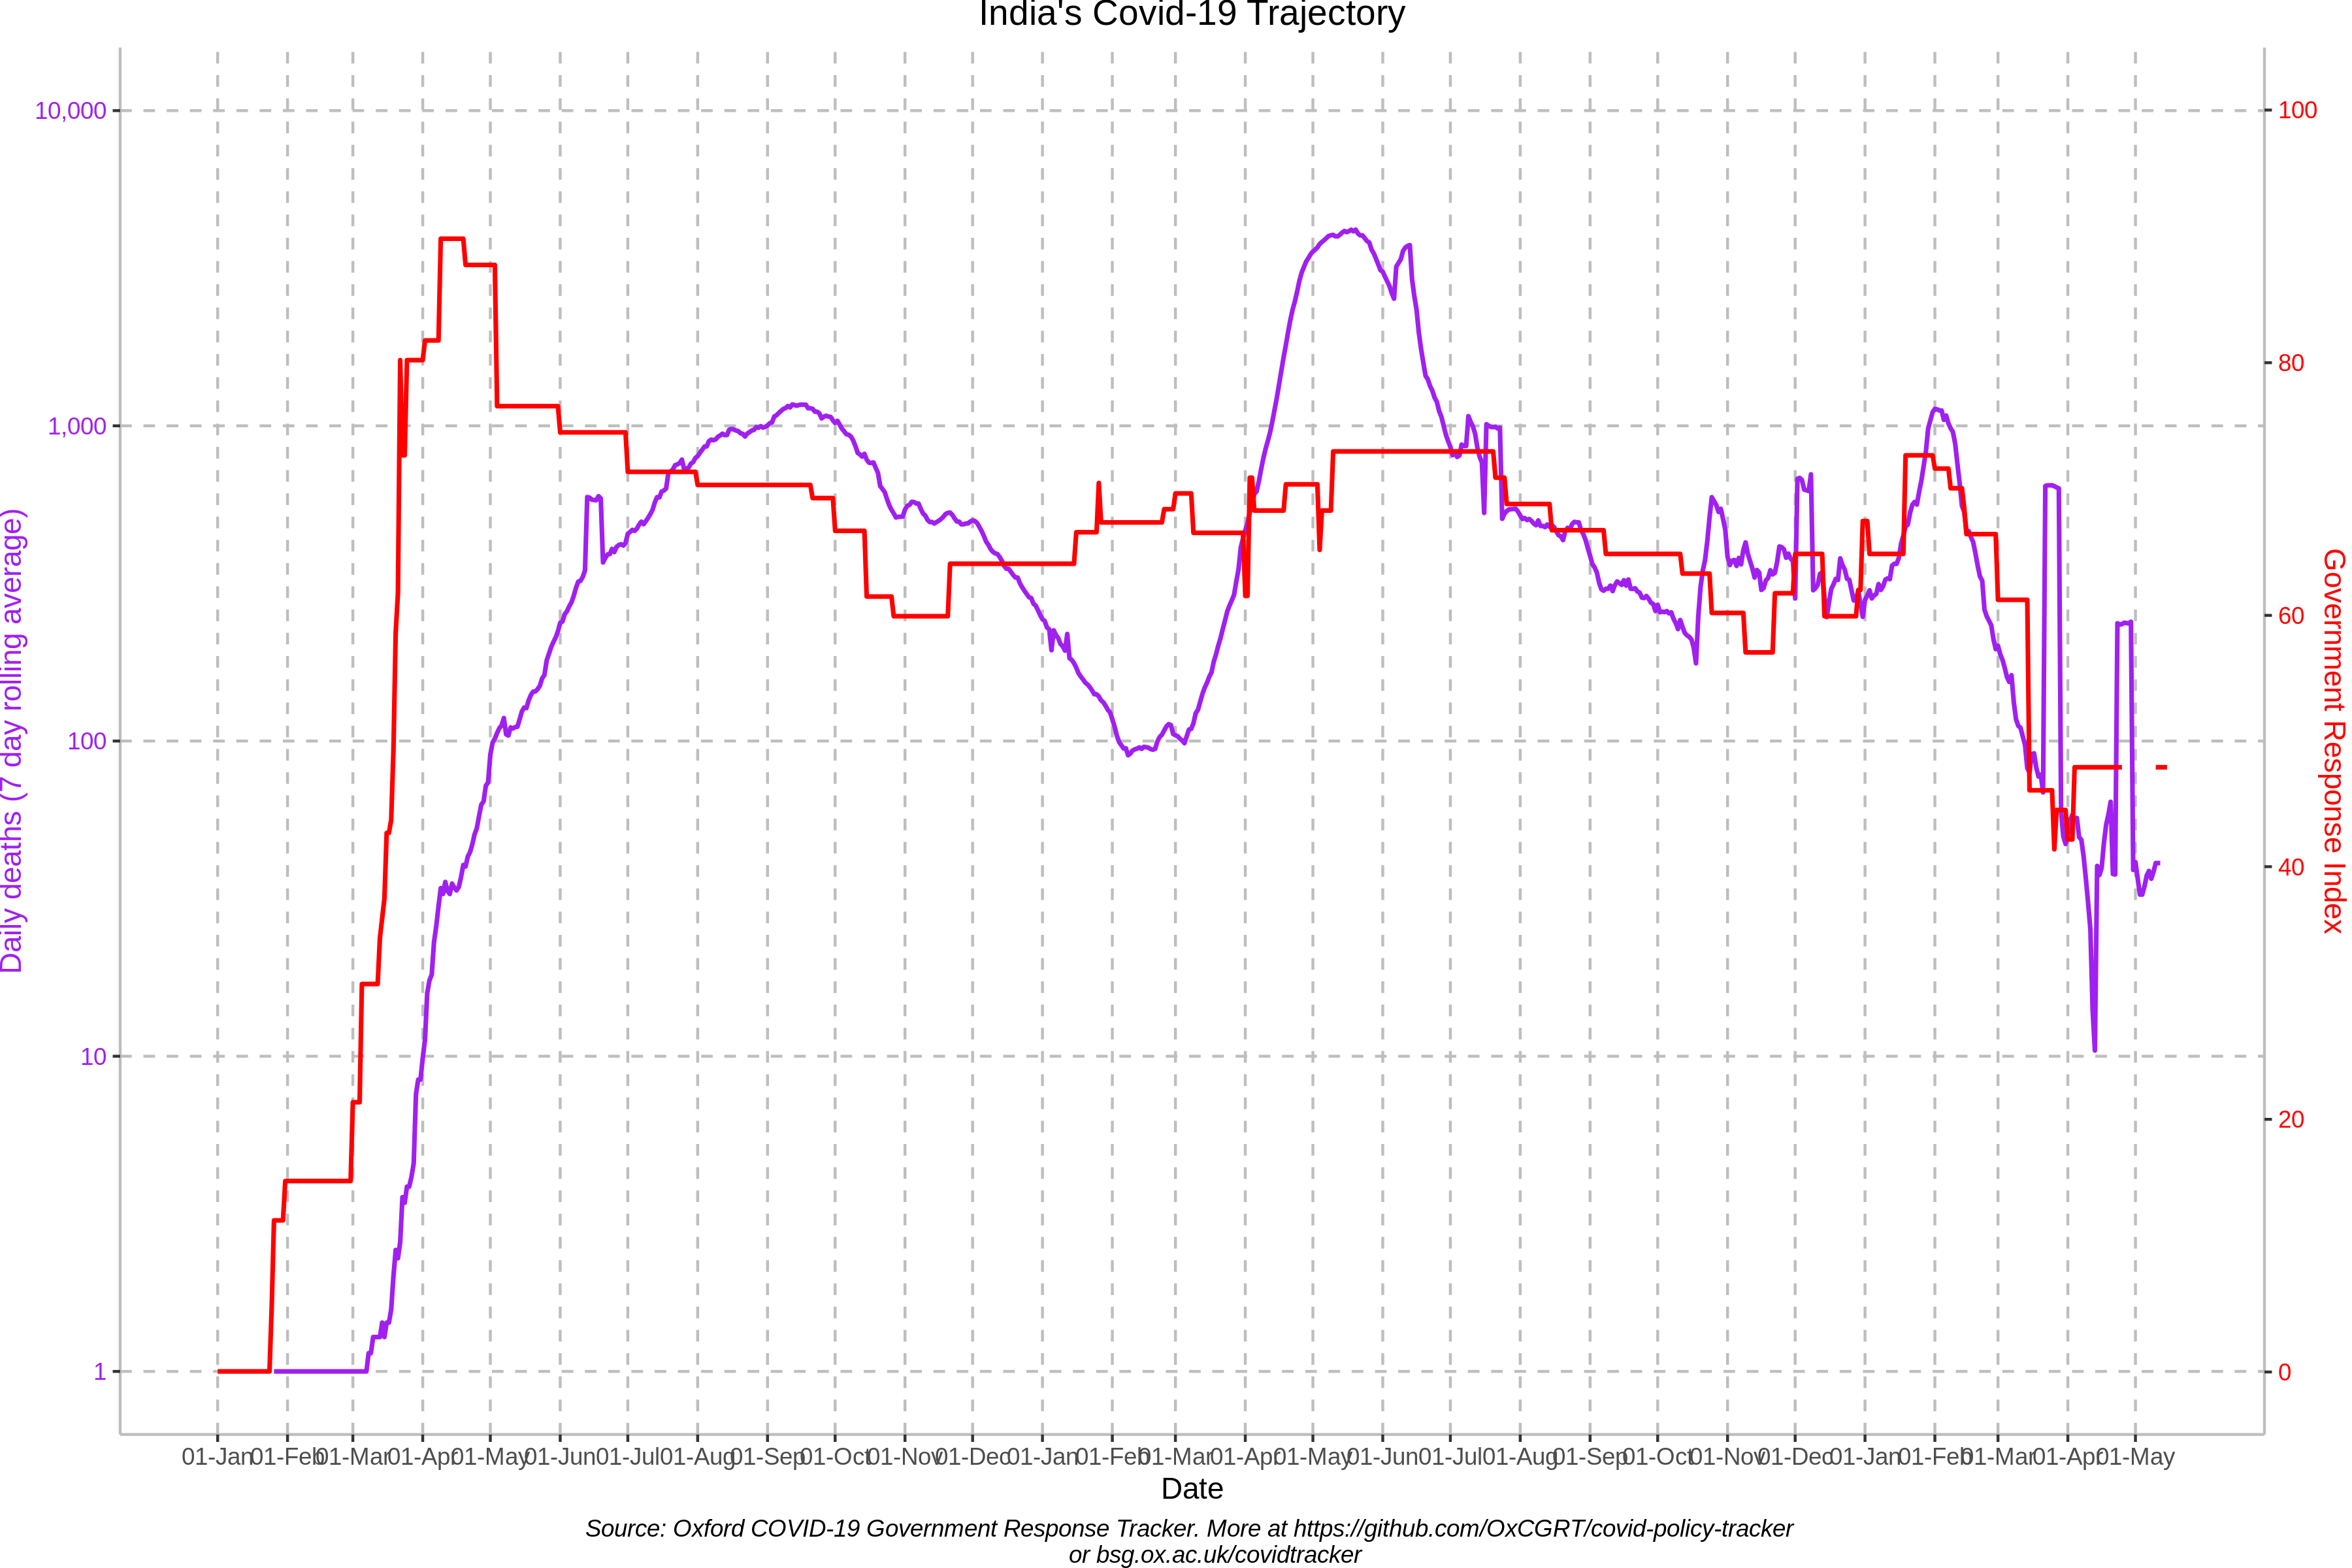 India's Covid-19 Trajectory
10,000
1,000
100
10
1
Daily deaths (7 day rolling average)
100
80
60
40
20
0
Government Response Index
01-Jan 01-Feb 01-Mar 01-Apr 01-May 01-Jun 01-Jul 01-Aug 01-Sep 01-Oct 01-Nov 01-Dec 01-Jan 01-Feb 01-Mar 01-Apr 01-May 01-Jun 01-Jul 01-Aug 01-Sep 01-Oct 01-Nov 01-Dec 01-Jan 01-Feb 01-Mar 01-Apr 01-May
Date
Source: Oxford COVID-19 Government Response Tracker. More at https://github.com/OxCGRT/covid-policy-tracker
or bsg.ox.ac.uk/covidtracker